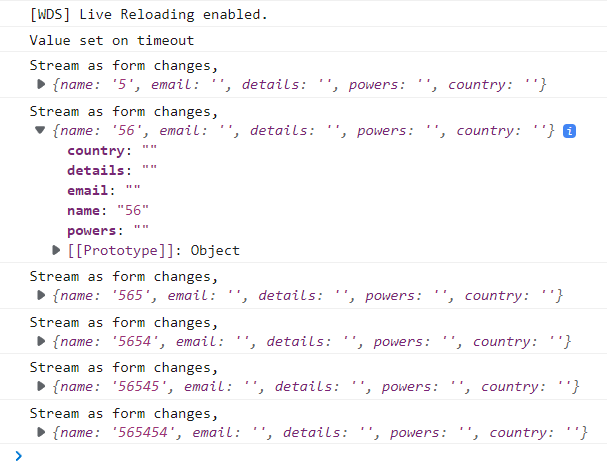 [WDS] Live Reloading enabled.
Value set on timeout
Stream as form changes,
{name: '5', email: '', details: '', powers: '', country: ''}
Stream as form changes,
{name: '56', email: '', details: '', powers: '', country: ''} i
country: ""
details: ""
email: ""
name: "56"
powers: ""
[[Prototype]]: Object
Stream as form changes,
{name: '565', email: '', details: '', powers: '', country: ''}
Stream as form changes,
{name: '5654', email: '', details: '', powers: '', country: ''}
Stream as form changes,
{name: '56545', email: '', details: '', powers: '', country: ''}
Stream as form changes,
{name: '565454', email: '', details: '', powers: '', country: ''}